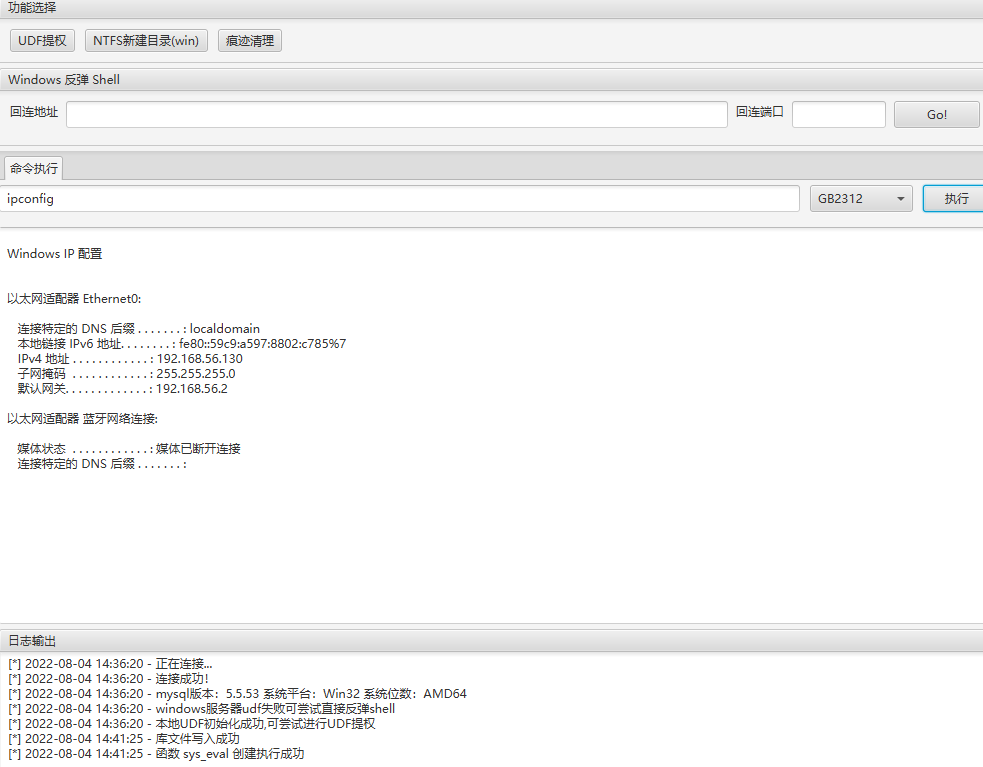 功能选择
UDF提权 NTFS新建目录(win) 痕迹清理
Windows 反弹 Shell
回连地址 回连端口 Go!
命令执行
ipconfig GB2312 执行
Windows IP 配置
以太网适配器 Ethernet0:
连接特定的 DNS 后缀 . . . . . . . : localdomain
本地链接 IPv6 地址. . . . . . . . : fe80::59c9:a597:8802:c785%7
IPv4 地址 . . . . . . . . . . . . : 192.168.56.130
子网掩码 . . . . . . . . . . . . : 255.255.255.0
默认网关. . . . . . . . . . . . . : 192.168.56.2
以太网适配器 蓝牙网络连接:
媒体状态 . . . . . . . . . . . . : 媒体已断开连接
连接特定的 DNS 后缀 . . . . . . . :
日志输出
[*] 2022-08-04 14:36:20 - 正在连接...
[*] 2022-08-04 14:36:20 - 连接成功!
[*] 2022-08-04 14:36:20 - mysql版本：5.5.53 系统平台：Win32 系统位数：AMD64
[*] 2022-08-04 14:36:20 - windows服务器udf失败可尝试直接反弹shell
[*] 2022-08-04 14:36:20 - 本地UDF初始化成功,可尝试进行UDF提权
[*] 2022-08-04 14:41:25 - 库文件写入成功
[*] 2022-08-04 14:41:25 - 函数 sys_eval 创建执行成功